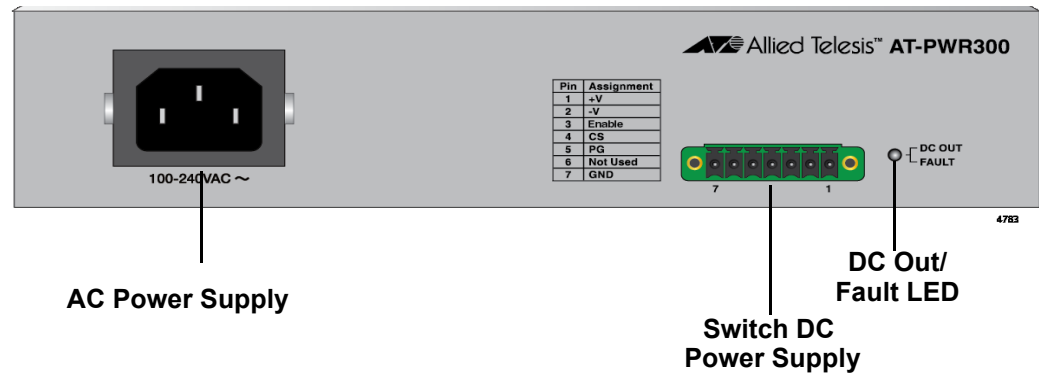 Allied Telesis™ AT-PWR300
Pin Assignment
1 +V
2 -V
3 Enable
4 CS
5 PG
6 Not Used
7 GND
DC OUT
FAULT
7 1
100-240VAC ~
4783
AC Power Supply
DC Out/
Fault LED
Switch DC
Power Supply